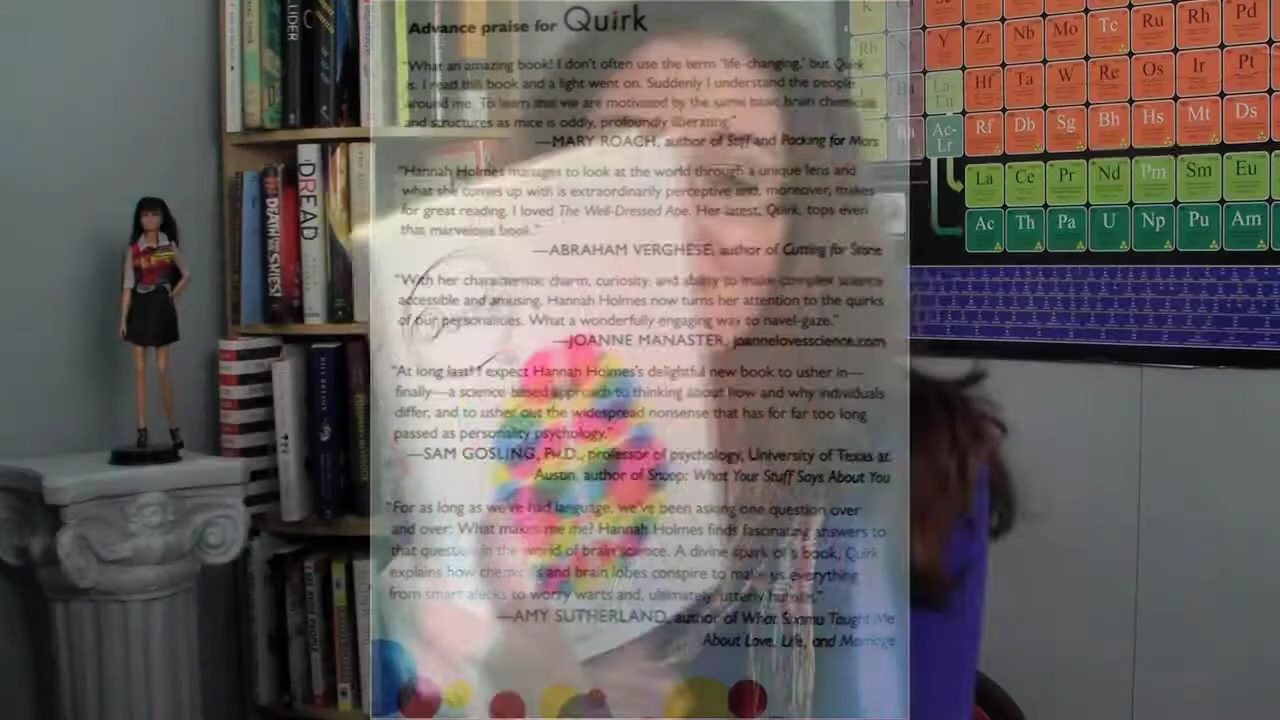 Advance praise for Quirk
"What an amazing book! I don't often use the term 'life-changing,' but Quirk
is. I read this book and a light went on. Suddenly I understand the people
around me. To learn that we are motivated by the same basic brain chemicals
and structures as mice is oddly, profoundly liberating."
—MARY ROACH, author of Stiff and Packing for Mars
"Hannah Holmes manages to look at the world through a unique lens and
what she comes up with is extraordinarily perceptive and, moreover, makes
for great reading. I loved The Well-Dressed Ape. Her latest, Quirk, tops even
that marvelous book."
—ABRAHAM VERGHESE, author of Cutting for Stone
"With her characteristic charm, curiosity, and ability to make complex science
accessible and amusing, Hannah Holmes now turns her attention to the quirks
of our personalities. What a wonderfully engaging way to navel-gaze."
—JOANNE MANASTER, joannelovesscience.com
"At long last! I expect Hannah Holmes's delightful new book to usher in—
finally—a science-based approach to thinking about how and why individuals
differ, and to usher out the widespread nonsense that has for far too long
passed as personality psychology."
—SAM GOSLING, Ph.D., professor of psychology, University of Texas at
Austin, author of Snoop: What Your Stuff Says About You
"For as long as we've had language, we've been asking one question over
and over: What makes me me? Hannah Holmes finds fascinating answers to
that question in the world of brain science. A divine spark of a book, Quirk
explains how chemicals and brain lobes conspire to make us everything
from smart alecks to worry warts and, ultimately, utterly human."
—AMY SUTHERLAND, author of What Shamu Taught Me
About Love, Life, and Marriage
LIDER
DREAD
DEATH FROM THE SKIES!
K
Rb
Y Zr Nb Mo Tc Ru Rh Pd
La-Lu Hf Ta W Re Os Ir Pt
Ac-Lr Rf Db Sg Bh Hs Mt Ds
La Ce Pr Nd Pm Sm Eu
Ac Th Pa U Np Pu Am